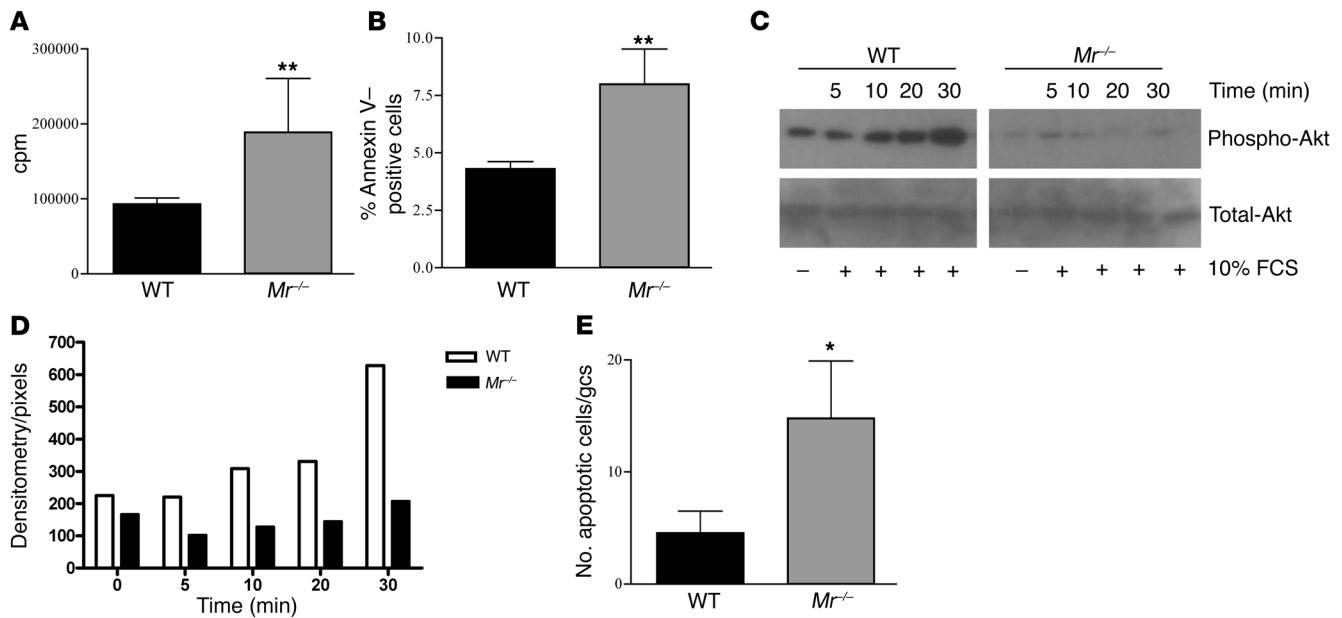 A
300000
200000
100000
0
cpm
**
WT
Mr–/–
B
10.0
7.5
5.0
2.5
0.0
% Annexin V–
positive cells
**
WT
Mr–/–
C
WT
Mr–/–
5 10 20 30
5 10 20 30
Time (min)
Phospho-Akt
Total-Akt
– + + + +
– + + + +
10% FCS
D
700
600
500
400
300
200
100
0
Densitometry/pixels
0 5 10 20 30
Time (min)
WT
Mr–/–
E
20
10
0
No. apoptotic cells/gcs
*
WT
Mr–/–